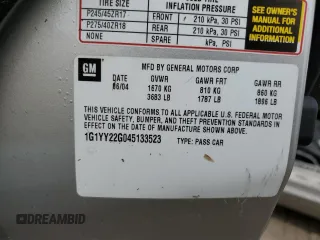 TIRE SIZE
INFLATION PRESSURE
SEE OWNER'S
MANUAL FOR
ADDITIONAL
INFORMATION
P245/45ZR17 FRONT / 210 kPa, 30 PSI
P275/40ZR18 REAR / 210 kPa, 30 PSI
NONE SPARE / kPa, PSI
GM
MFD BY GENERAL MOTORS CORP
DATE GVWR GAWR FRT GAWR RR
06/04 1670 KG 810 KG 860 KG
3683 LB 1787 LB 1896 LB
THIS VEHICLE CONFORMS TO ALL APPLICABLE U.S. FEDERAL MOTOR
VEHICLE SAFETY, BUMPER, AND THEFT PREVENTION STANDARDS IN
EFFECT ON THE DATE OF MANUFACTURE SHOWN ABOVE.
1G1YY22G045133523 TYPE: PASS CAR
DREAMBID